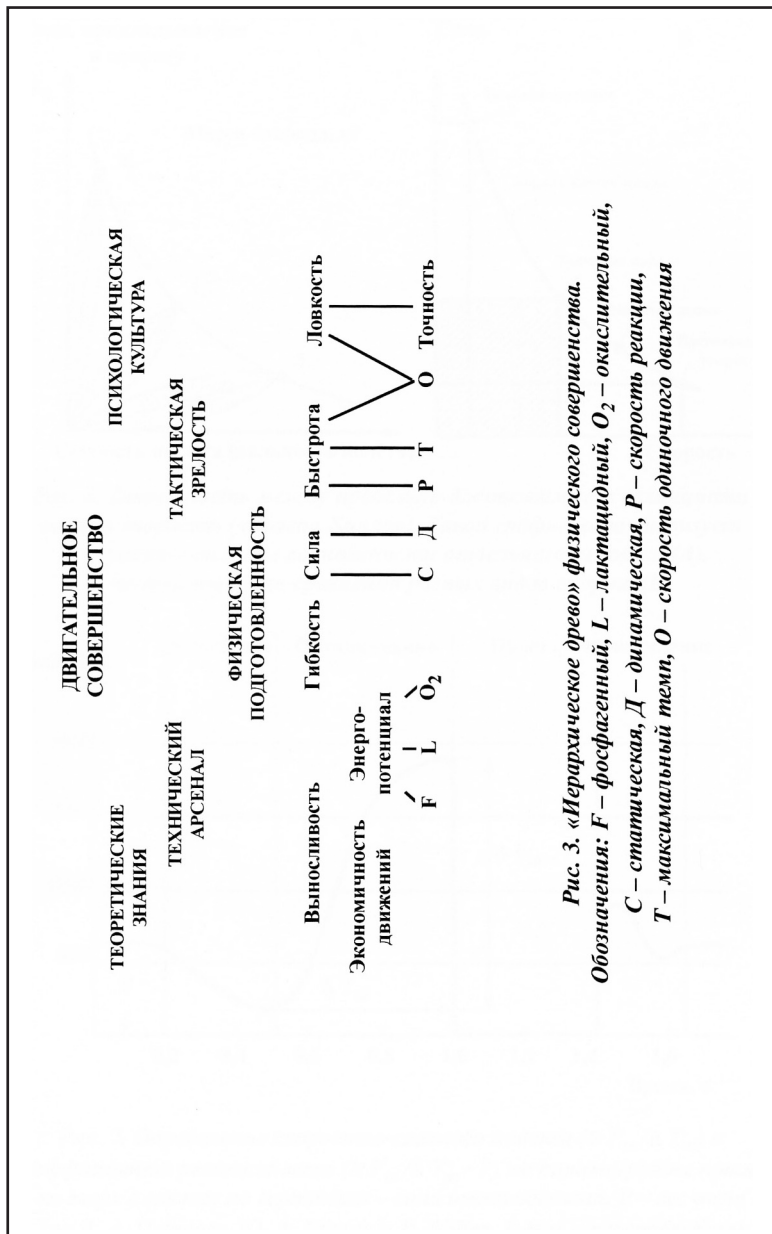 ДВИГАТЕЛЬНОЕ
СОВЕРШЕНСТВО
ТЕОРЕТИЧЕСКИЕ
ЗНАНИЯ
ПСИХОЛОГИЧЕСКАЯ
КУЛЬТУРА
ТЕХНИЧЕСКИЙ
АРСЕНАЛ
ТАКТИЧЕСКАЯ
ЗРЕЛОСТЬ
ФИЗИЧЕСКАЯ
ПОДГОТОВЛЕННОСТЬ
Выносливость Гибкость Сила Быстрота Ловкость
Экономичность
движений
Энерго-
потенциал
F L O₂ С Д Р Т О Точность
Рис. 3. «Иерархическое древо» физического совершенства.
Обозначения: F – фосфагенный, L – лактацидный, O₂ – окислительный,
С – статическая, Д – динамическая, Р – скорость реакции,
Т – максимальный темп, О – скорость одиночного движения